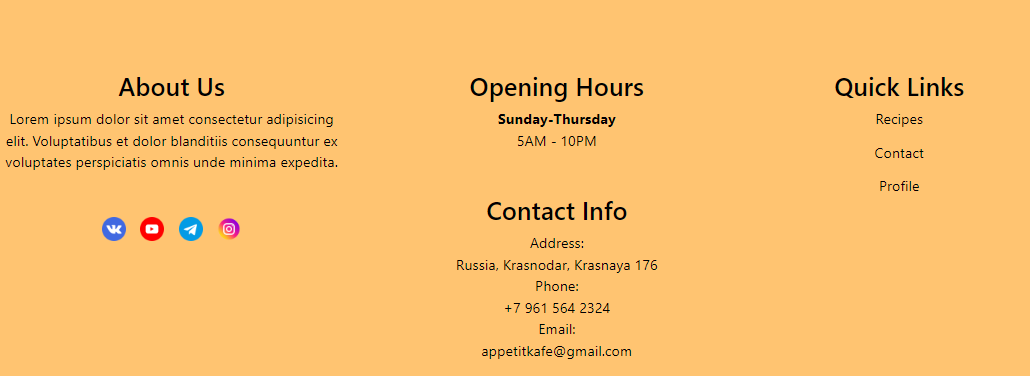 About Us
Lorem ipsum dolor sit amet consectetur adipisicing
elit. Voluptatibus et dolor blanditiis consequuntur ex
voluptates perspiciatis omnis unde minima expedita.
Opening Hours
Sunday-Thursday
5AM - 10PM
Contact Info
Address:
Russia, Krasnodar, Krasnaya 176
Phone:
+7 961 564 2324
Email:
appetitkafe@gmail.com
Quick Links
Recipes
Contact
Profile